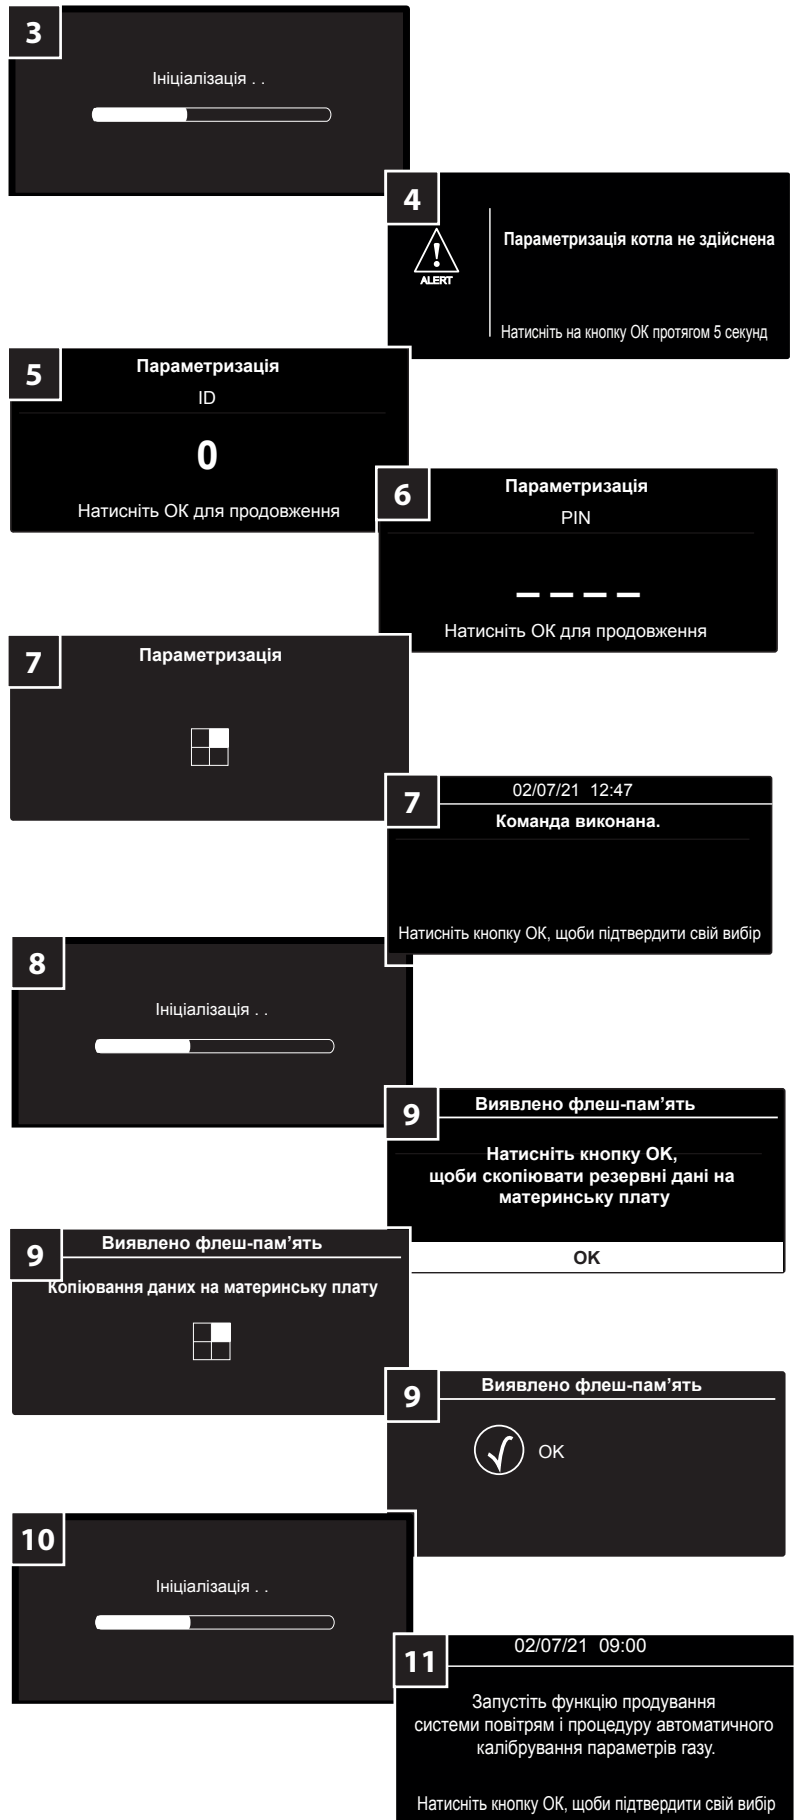 3
Ініціалізація . .
4
ALERT
Параметризація котла не здійснена
Натисніть на кнопку ОК протягом 5 секунд
5
Параметризація
ID
0
Натисніть ОК для продовження
6
Параметризація
PIN
_ _ _ _
Натисніть ОК для продовження
7
Параметризація
7
02/07/21 12:47
Команда виконана.
Натисніть кнопку ОК, щоби підтвердити свій вибір
8
Ініціалізація . .
9
Виявлено флеш-пам’ять
Натисніть кнопку ОК,
щоби скопіювати резервні дані на
материнську плату
OK
9
Виявлено флеш-пам’ять
Копіювання даних на материнську плату
9
Виявлено флеш-пам’ять
OK
10
Ініціалізація . .
11
02/07/21 09:00
Запустіть функцію продування
системи повітрям і процедуру автоматичного
калібрування параметрів газу.
Натисніть кнопку ОК, щоби підтвердити свій вибір